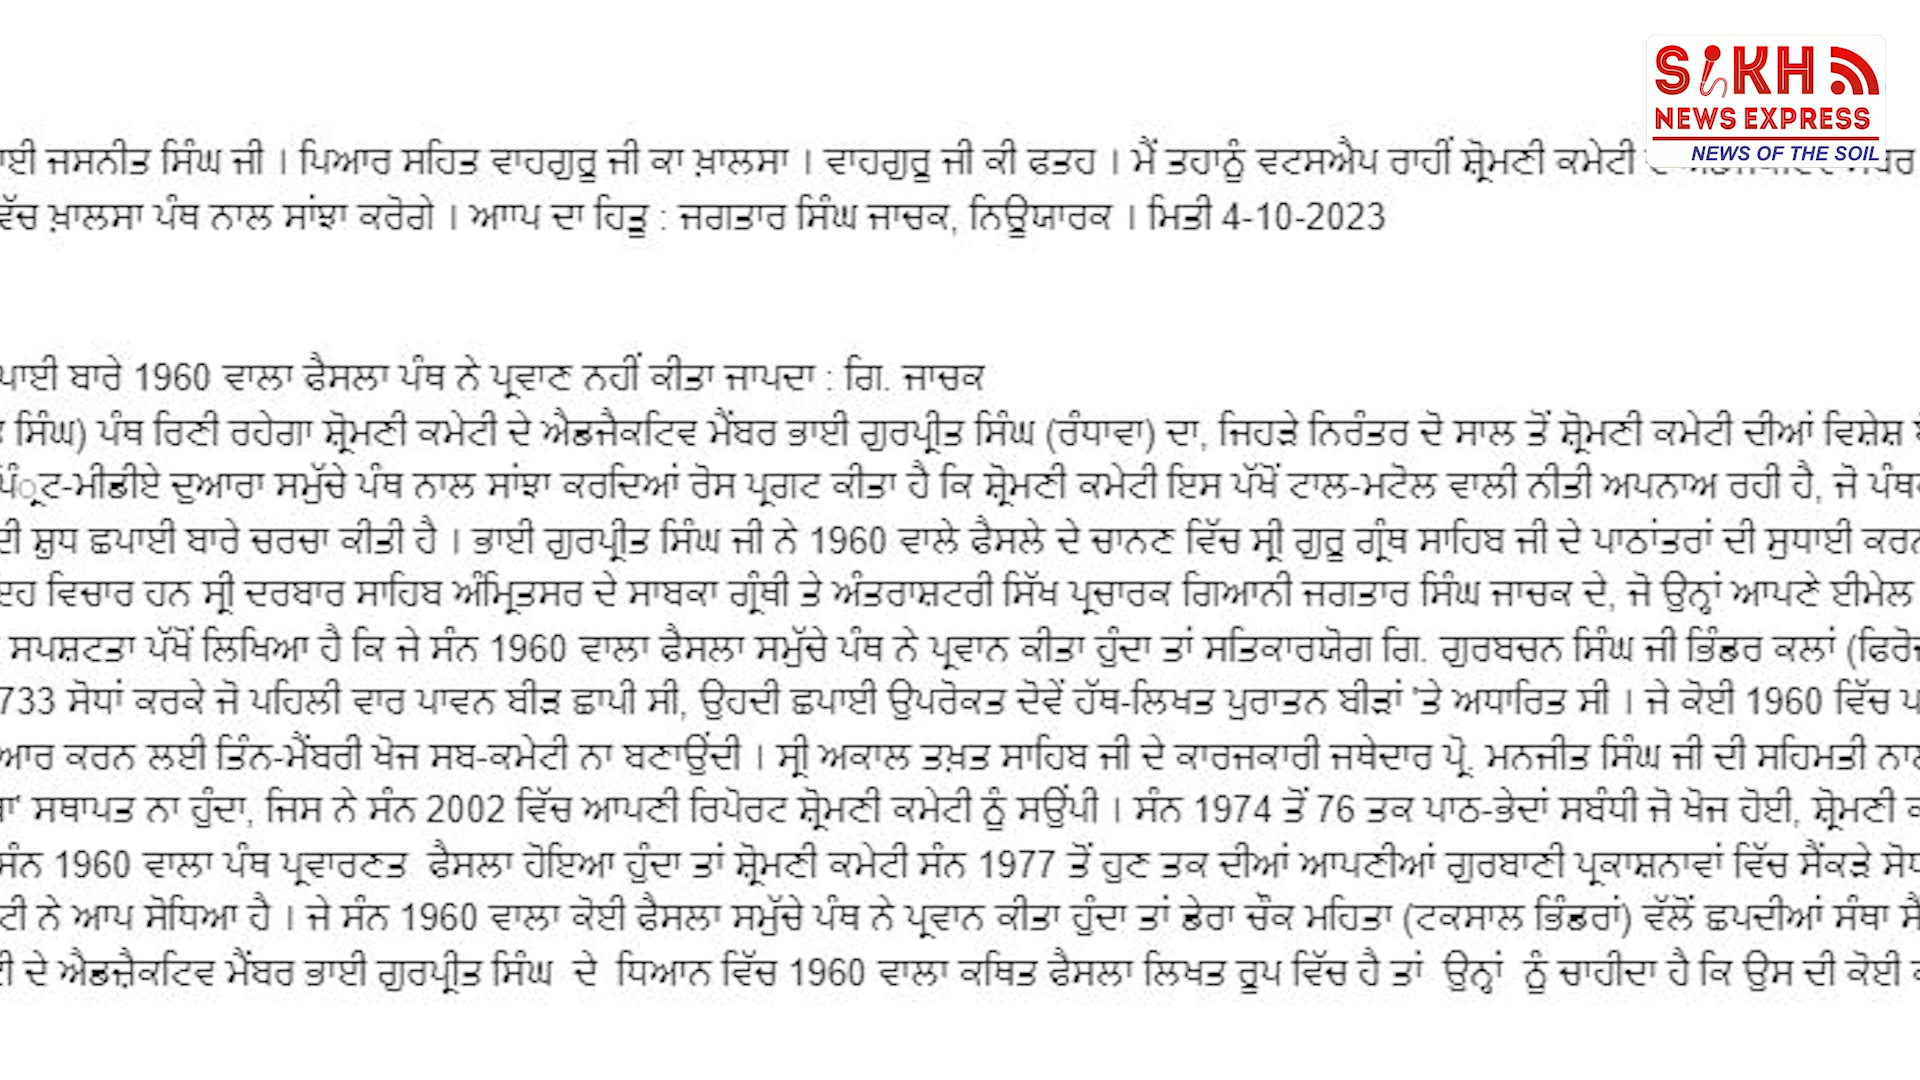 SikH
NEWS EXPRESS
NEWS OF THE SOIL
ਜਸਨੀਤ ਸਿੰਘ ਜੀ । ਪਿਆਰ ਸਹਿਤ ਵਾਹਗੁਰੂ ਜੀ ਕਾ ਖ਼ਾਲਸਾ । ਵਾਹਗੁਰੂ ਜੀ ਕੀ ਫਤਹ । ਮੈਂ ਤਹਾਨੂੰ ਵਟਸਐਪ ਰਾਹੀਂ ਸ਼੍ਰੋਮਣੀ ਕਮੇਟੀ
ਖ਼ਾਲਸਾ ਪੰਥ ਨਾਲ ਸਾਂਝਾ ਕਰੋਗੇ । ਆਾਪ ਦਾ ਹਿਤੂ : ਜਗਤਾਰ ਸਿੰਘ ਜਾਚਕ, ਨਿਊਯਾਰਕ । ਮਿਤੀ 4-10-2023
ਪਾਈ ਬਾਰੇ 1960 ਵਾਲਾ ਫੈਸਲਾ ਪੰਥ ਨੇ ਪ੍ਰਵਾਣ ਨਹੀਂ ਕੀਤਾ ਜਾਪਦਾ : ਗਿ. ਜਾਚਕ
ਸਿੰਘ) ਪੰਥ ਰਿਣੀ ਰਹੇਗਾ ਸ਼੍ਰੋਮਣੀ ਕਮੇਟੀ ਦੇ ਐਡਜੈਕਟਿਵ ਮੈਂਬਰ ਭਾਈ ਗੁਰਪ੍ਰੀਤ ਸਿੰਘ (ਰੰਧਾਵਾ) ਦਾ, ਜਿਹੜੇ ਨਿਰੰਤਰ ਦੋ ਸਾਲ ਤੋਂ ਸ਼੍ਰੋਮਣੀ ਕਮੇਟੀ ਦੀਆਂ ਵਿਸ਼ੇਸ਼
ਪ੍ਰਿੰਟ-ਮੀਡੀਏ ਦੁਆਰਾ ਸਮੁੱਚੇ ਪੰਥ ਨਾਲ ਸਾਂਝਾ ਕਰਦਿਆਂ ਰੋਸ ਪ੍ਰਗਟ ਕੀਤਾ ਹੈ ਕਿ ਸ਼੍ਰੋਮਣੀ ਕਮੇਟੀ ਇਸ ਪੱਖੋਂ ਟਾਲ-ਮਟੋਲ ਵਾਲੀ ਨੀਤੀ ਅਪਨਾਅ ਰਹੀ ਹੈ, ਜੋ
ਦੀ ਸ਼ੁਧ ਛਪਾਈ ਬਾਰੇ ਚਰਚਾ ਕੀਤੀ ਹੈ । ਭਾਈ ਗੁਰਪ੍ਰੀਤ ਸਿੰਘ ਜੀ ਨੇ 1960 ਵਾਲੇ ਫੈਸਲੇ ਦੇ ਚਾਨਣ ਵਿੱਚ ਸ੍ਰੀ ਗੁਰੂ ਗ੍ਰੰਥ ਸਾਹਿਬ ਜੀ ਦੇ ਪਾਠਾਂਤਰਾਂ ਦੀ ਸੁਧਾਈ
ਇਹ ਵਿਚਾਰ ਹਨ ਸ੍ਰੀ ਦਰਬਾਰ ਸਾਹਿਬ ਅੰਮ੍ਰਿਤਸਰ ਦੇ ਸਾਬਕਾ ਗ੍ਰੰਥੀ ਤੇ ਅੰਤਰਾਸ਼ਟਰੀ ਸਿੱਖ ਪ੍ਰਚਾਰਕ ਗਿਆਨੀ ਜਗਤਾਰ ਸਿੰਘ ਜਾਚਕ ਦੇ, ਜੋ ਉਨ੍ਹਾਂ ਆਪਣੇ ਈਮੇਲ
ਸਪਸ਼ਟਤਾ ਪੱਖੋਂ ਲਿਖਿਆ ਹੈ ਕਿ ਜੇ ਸੰਨ 1960 ਵਾਲਾ ਫੈਸਲਾ ਸਮੁੱਚੇ ਪੰਥ ਨੇ ਪ੍ਰਵਾਨ ਕੀਤਾ ਹੁੰਦਾ ਤਾਂ ਸਤਿਕਾਰਯੋਗ ਗਿ. ਗੁਰਬਚਨ ਸਿੰਘ ਜੀ ਭਿੰਡਰ ਕਲਾਂ
733 ਸੋਧਾਂ ਕਰਕੇ ਜੋ ਪਹਿਲੀ ਵਾਰ ਪਾਵਨ ਬੀੜ ਛਾਪੀ ਸੀ, ਉਹਦੀ ਛਪਾਈ ਉਪਰੋਕਤ ਦੋਵੇਂ ਹੱਥ-ਲਿਖਤ ਪੁਰਾਤਨ ਬੀੜਾਂ 'ਤੇ ਅਧਾਰਿਤ ਸੀ । ਜੇ ਕੋਈ 1960 ਵਿੱਚ
ਕਰਨ ਲਈ ਤਿੰਨ-ਮੈਂਬਰੀ ਖੋਜ ਸਬ-ਕਮੇਟੀ ਨਾ ਬਣਾਉਂਦੀ । ਸ੍ਰੀ ਅਕਾਲ ਤਖ਼ਤ ਸਾਹਿਬ ਜੀ ਦੇ ਕਾਰਜਕਾਰੀ ਜਥੇਦਾਰ ਪ੍ਰੋ. ਮਨਜੀਤ ਸਿੰਘ ਜੀ ਦੀ ਸਹਿਮਤੀ
ਸਥਾਪਤ ਨਾ ਹੁੰਦਾ, ਜਿਸ ਨੇ ਸੰਨ 2002 ਵਿੱਚ ਆਪਣੀ ਰਿਪੋਰਟ ਸ਼੍ਰੋਮਣੀ ਕਮੇਟੀ ਨੂੰ ਸਉਂਪੀ । ਸੰਨ 1974 ਤੋਂ 76 ਤਕ ਪਾਠ-ਭੇਦਾਂ ਸਬੰਧੀ ਜੋ ਖੋਜ ਹੋਈ, ਸ਼੍ਰੋਮਣੀ
ਸੰਨ 1960 ਵਾਲਾ ਪੰਥ ਪ੍ਰਵਾਰਣਤ ਫੈਸਲਾ ਹੋਇਆ ਹੁੰਦਾ ਤਾਂ ਸ਼੍ਰੋਮਣੀ ਕਮੇਟੀ ਸੰਨ 1977 ਤੋਂ ਹੁਣ ਤਕ ਦੀਆਂ ਆਪਣੀਆਂ ਗੁਰਬਾਣੀ ਪ੍ਰਕਾਸ਼ਨਾਵਾਂ ਵਿੱਚ ਸੈਂਕੜੇ
ਟੀ ਨੇ ਆਪ ਸੋਧਿਆ ਹੈ । ਜੇ ਸੰਨ 1960 ਵਾਲਾ ਕੋਈ ਫੈਸਲਾ ਸਮੁੱਚੇ ਪੰਥ ਨੇ ਪ੍ਰਵਾਨ ਕੀਤਾ ਹੁੰਦਾ ਤਾਂ ਡੇਰਾ ਚੌਕ ਮਹਿਤਾ (ਟਕਸਾਲ ਭਿੰਡਰਾਂ) ਵੱਲੋਂ ਛਪਦੀਆਂ ਸੰਥਾ
ਦੇ ਐਡਜ਼ੈਕਟਿਵ ਮੈਂਬਰ ਭਾਈ ਗੁਰਪ੍ਰੀਤ ਸਿੰਘ ਦੇ ਧਿਆਨ ਵਿੱਚ 1960 ਵਾਲਾ ਕਥਿਤ ਫੈਸਲਾ ਲਿਖਤ ਰੂਪ ਵਿੱਚ ਹੈ ਤਾਂ ਉਨ੍ਹਾਂ ਨੂੰ ਚਾਹੀਦਾ ਹੈ ਕਿ ਉਸ ਦੀ ਕੋਈ